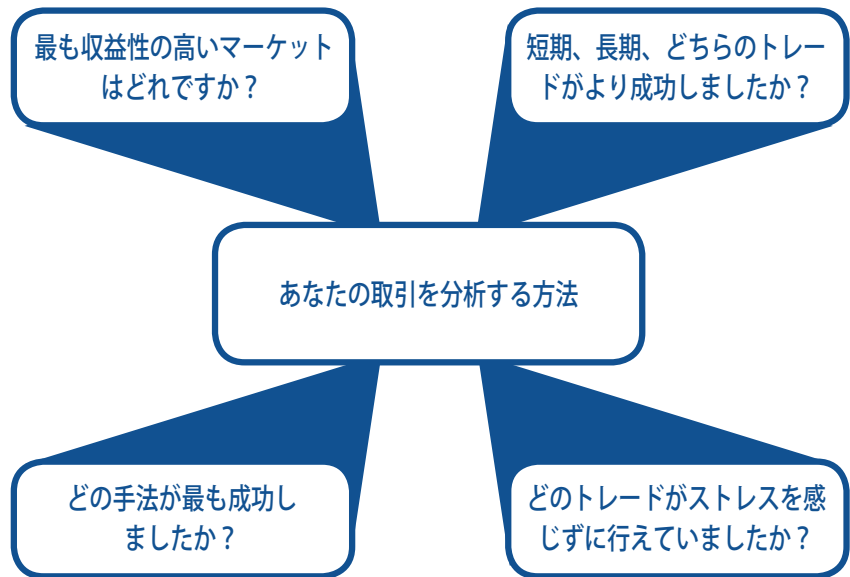 最も収益性の高いマーケット
はどれですか？
短期、長期、どちらのトレー
ドがより成功しましたか？
あなたの取引を分析する方法
どの手法が最も成功し
ましたか？
どのトレードがストレスを感
じずに行えていましたか？